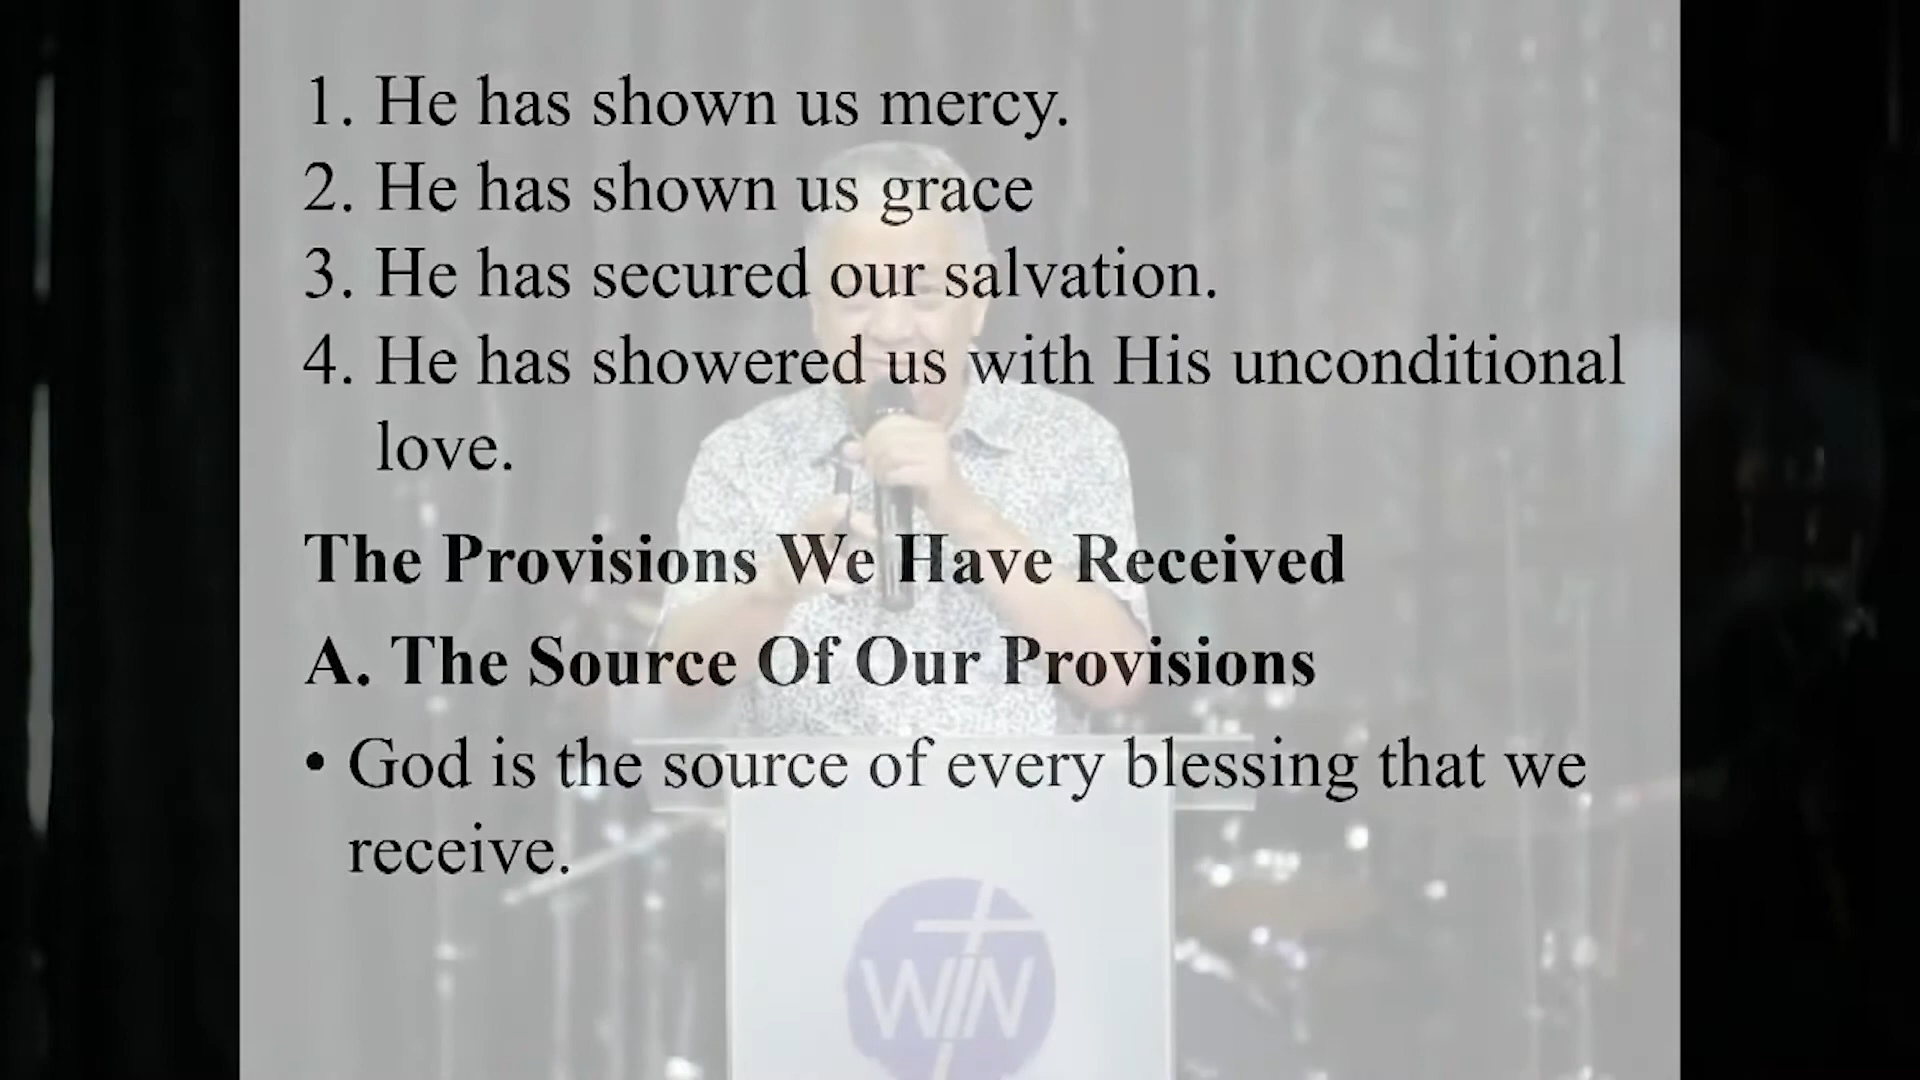 1. He has shown us mercy.
2. He has shown us grace
3. He has secured our salvation.
4. He has showered us with His unconditional
love.
The Provisions We Have Received
A. The Source Of Our Provisions
• God is the source of every blessing that we
receive.
WIN